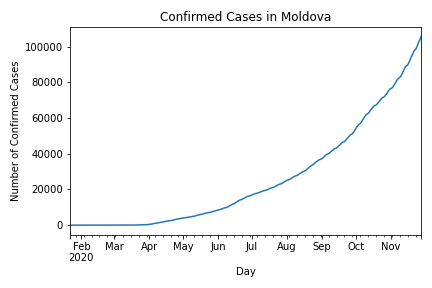 Confirmed Cases in Moldova
Number of Confirmed Cases
100000
80000
60000
40000
20000
0
Feb Mar Apr May Jun Jul Aug Sep Oct Nov
2020
Day